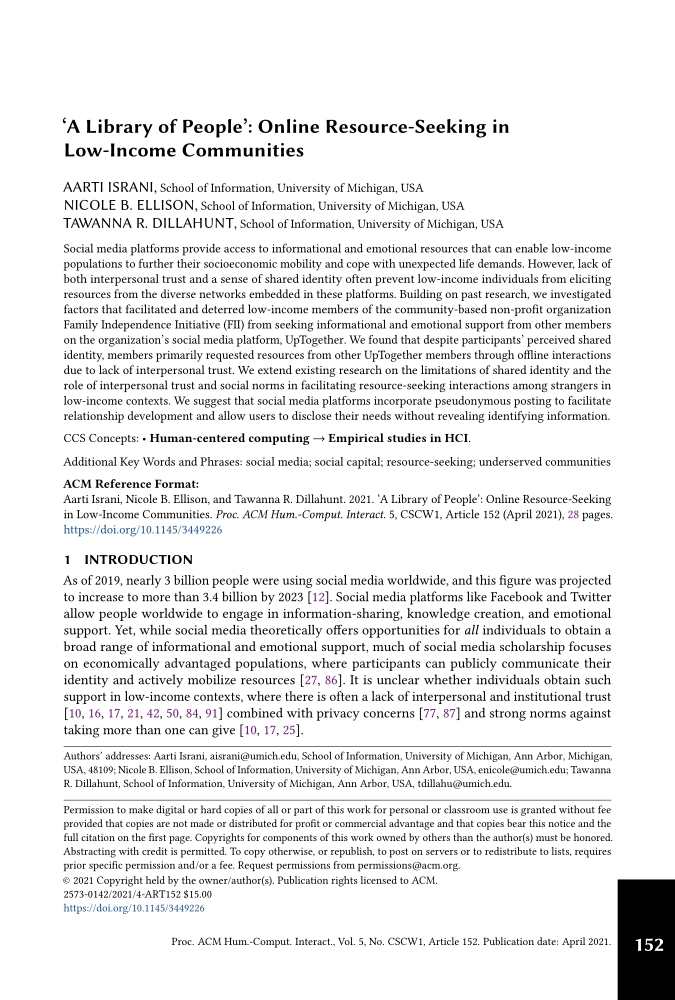 ‘A Library of People’: Online Resource-Seeking in
Low-Income Communities
AARTI ISRANI, School of Information, University of Michigan, USA
NICOLE B. ELLISON, School of Information, University of Michigan, USA
TAWANNA R. DILLAHUNT, School of Information, University of Michigan, USA
Social media platforms provide access to informational and emotional resources that can enable low-income
populations to further their socioeconomic mobility and cope with unexpected life demands. However, lack of
both interpersonal trust and a sense of shared identity often prevent low-income individuals from eliciting
resources from the diverse networks embedded in these platforms. Building on past research, we investigated
factors that facilitated and deterred low-income members of the community-based non-profit organization
Family Independence Initiative (FII) from seeking informational and emotional support from other members
on the organization’s social media platform, UpTogether. We found that despite participants’ perceived shared
identity, members primarily requested resources from other UpTogether members through offline interactions
due to lack of interpersonal trust. We extend existing research on the limitations of shared identity and the
role of interpersonal trust and social norms in facilitating resource-seeking interactions among strangers in
low-income contexts. We suggest that social media platforms incorporate pseudonymous posting to facilitate
relationship development and allow users to disclose their needs without revealing identifying information.
CCS Concepts: • Human-centered computing → Empirical studies in HCI.
Additional Key Words and Phrases: social media; social capital; resource-seeking; underserved communities
ACM Reference Format:
Aarti Israni, Nicole B. Ellison, and Tawanna R. Dillahunt. 2021. ‘A Library of People’: Online Resource-Seeking
in Low-Income Communities. Proc. ACM Hum.-Comput. Interact. 5, CSCW1, Article 152 (April 2021), 28 pages.
https://doi.org/10.1145/3449226
1 INTRODUCTION
As of 2019, nearly 3 billion people were using social media worldwide, and this figure was projected
to increase to more than 3.4 billion by 2023 [12]. Social media platforms like Facebook and Twitter
allow people worldwide to engage in information-sharing, knowledge creation, and emotional
support. Yet, while social media theoretically offers opportunities for all individuals to obtain a
broad range of informational and emotional support, much of social media scholarship focuses
on economically advantaged populations, where participants can publicly communicate their
identity and actively mobilize resources [27, 86]. It is unclear whether individuals obtain such
support in low-income contexts, where there is often a lack of interpersonal and institutional trust
[10, 16, 17, 21, 42, 50, 84, 91] combined with privacy concerns [77, 87] and strong norms against
taking more than one can give [10, 17, 25].
Authors’ addresses: Aarti Israni, aisrani@umich.edu, School of Information, University of Michigan, Ann Arbor, Michigan,
USA, 48109; Nicole B. Ellison, School of Information, University of Michigan, Ann Arbor, USA, enicole@umich.edu; Tawanna
R. Dillahunt, School of Information, University of Michigan, Ann Arbor, USA, tdillahu@umich.edu.
Permission to make digital or hard copies of all or part of this work for personal or classroom use is granted without fee
provided that copies are not made or distributed for profit or commercial advantage and that copies bear this notice and the
full citation on the first page. Copyrights for components of this work owned by others than the author(s) must be honored.
Abstracting with credit is permitted. To copy otherwise, or republish, to post on servers or to redistribute to lists, requires
prior specific permission and/or a fee. Request permissions from permissions@acm.org.
© 2021 Copyright held by the owner/author(s). Publication rights licensed to ACM.
2573-0142/2021/4-ART152 $15.00
https://doi.org/10.1145/3449226
Proc. ACM Hum.-Comput. Interact., Vol. 5, No. CSCW1, Article 152. Publication date: April 2021.
152